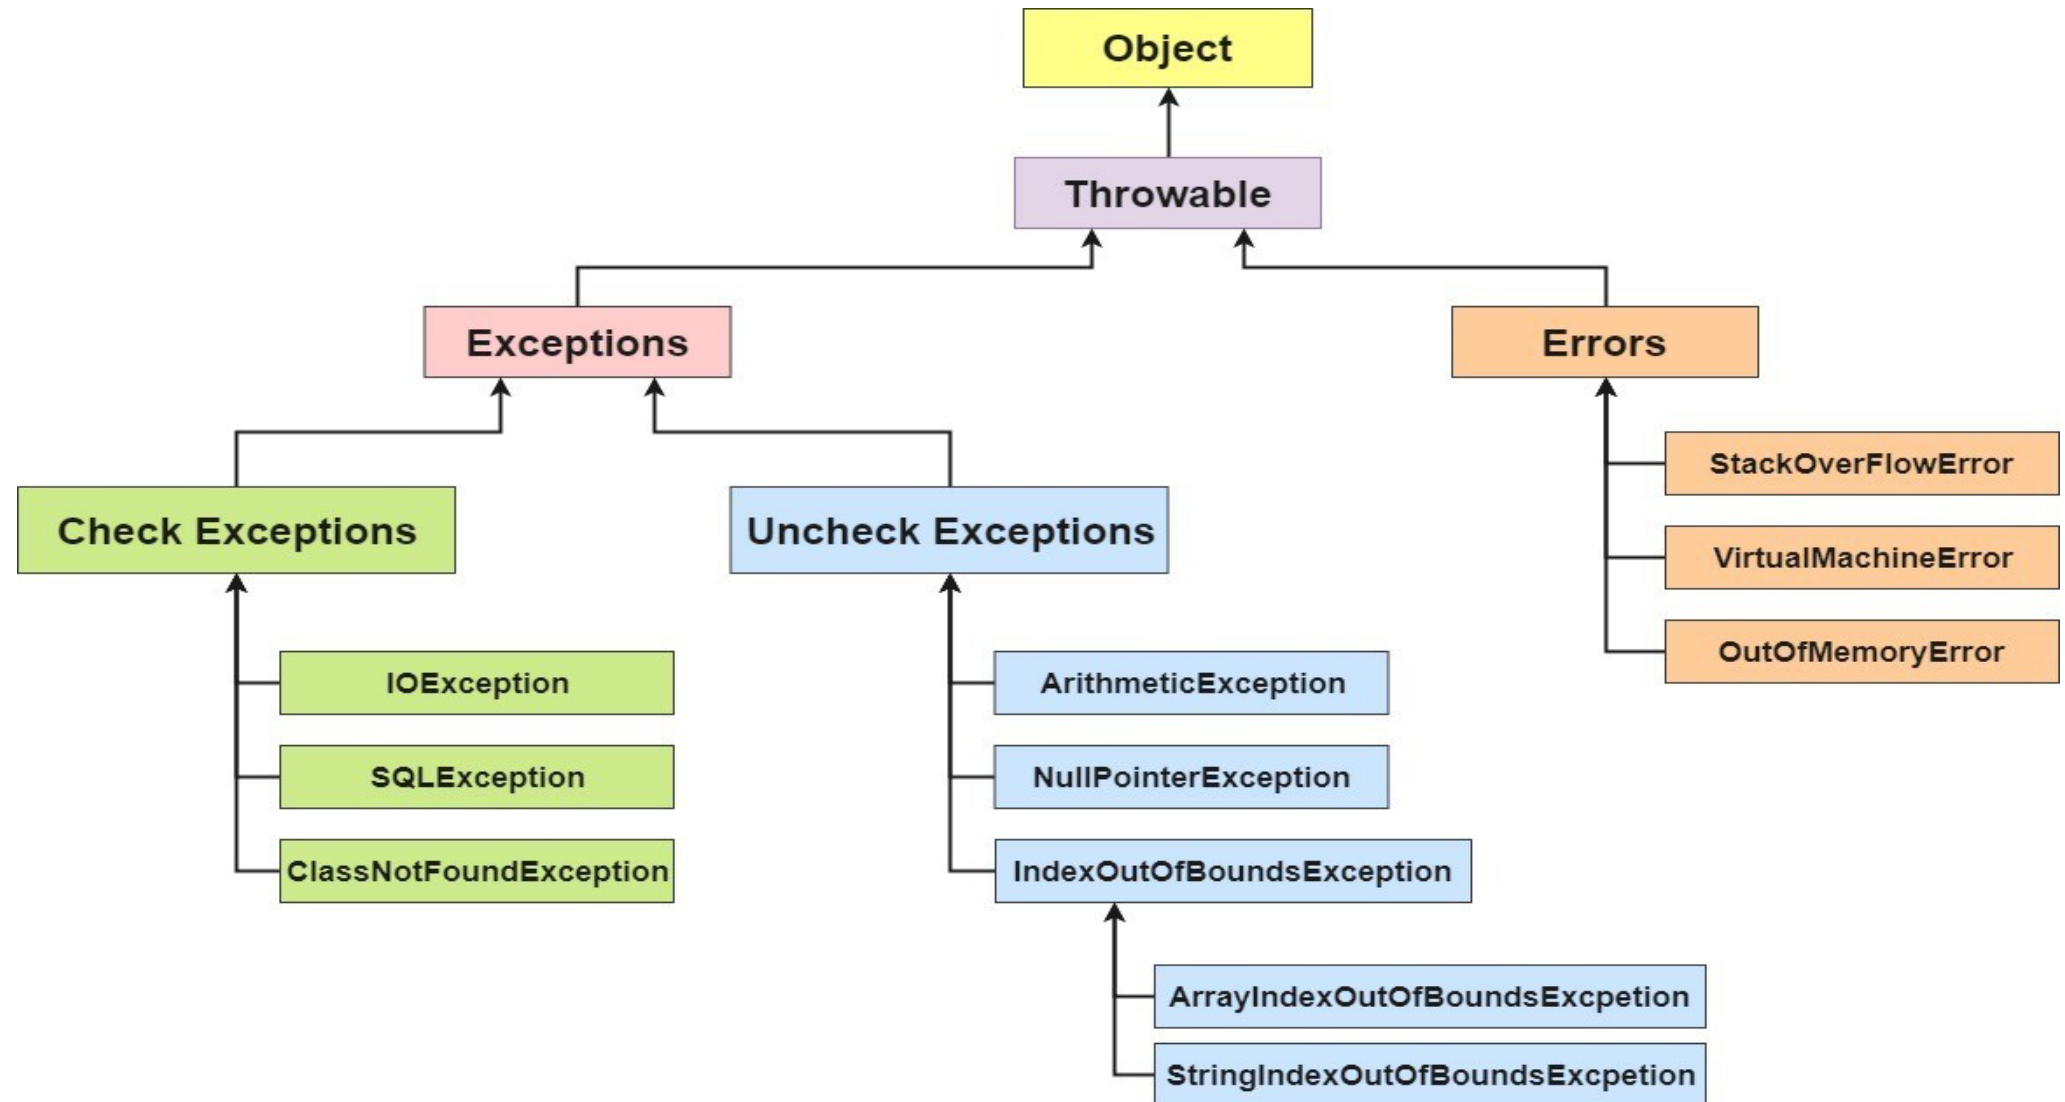 Object
Throwable
Exceptions
Errors
Check Exceptions
Uncheck Exceptions
StackOverFlowError
VirtualMachineError
OutOfMemoryError
IOException
SQLException
ClassNotFoundException
ArithmeticException
NullPointerException
IndexOutOfBoundsException
ArrayIndexOutOfBoundsExcpetion
StringIndexOutOfBoundsExcpetion